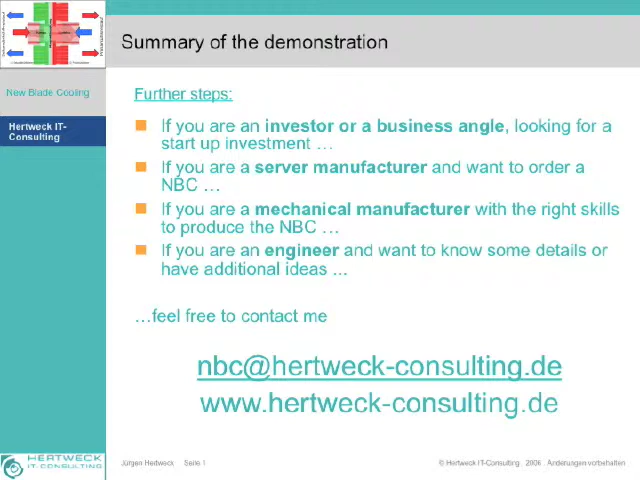 Summary of the demonstration
New Blade Cooling
Hertweck IT-
Consulting
Further steps:
If you are an investor or a business angle, looking for a
start up investment …
If you are a server manufacturer and want to order a
NBC …
If you are a mechanical manufacturer with the right skills
to produce the NBC …
If you are an engineer and want to know some details or
have additional ideas ...
…feel free to contact me
nbc@hertweck-consulting.de
www.hertweck-consulting.de
HERTWECK
IT-CONSULTING
Jürgen Hertweck Seite 1
© Hertweck IT-Consulting 2006 . Änderungen vorbehalten